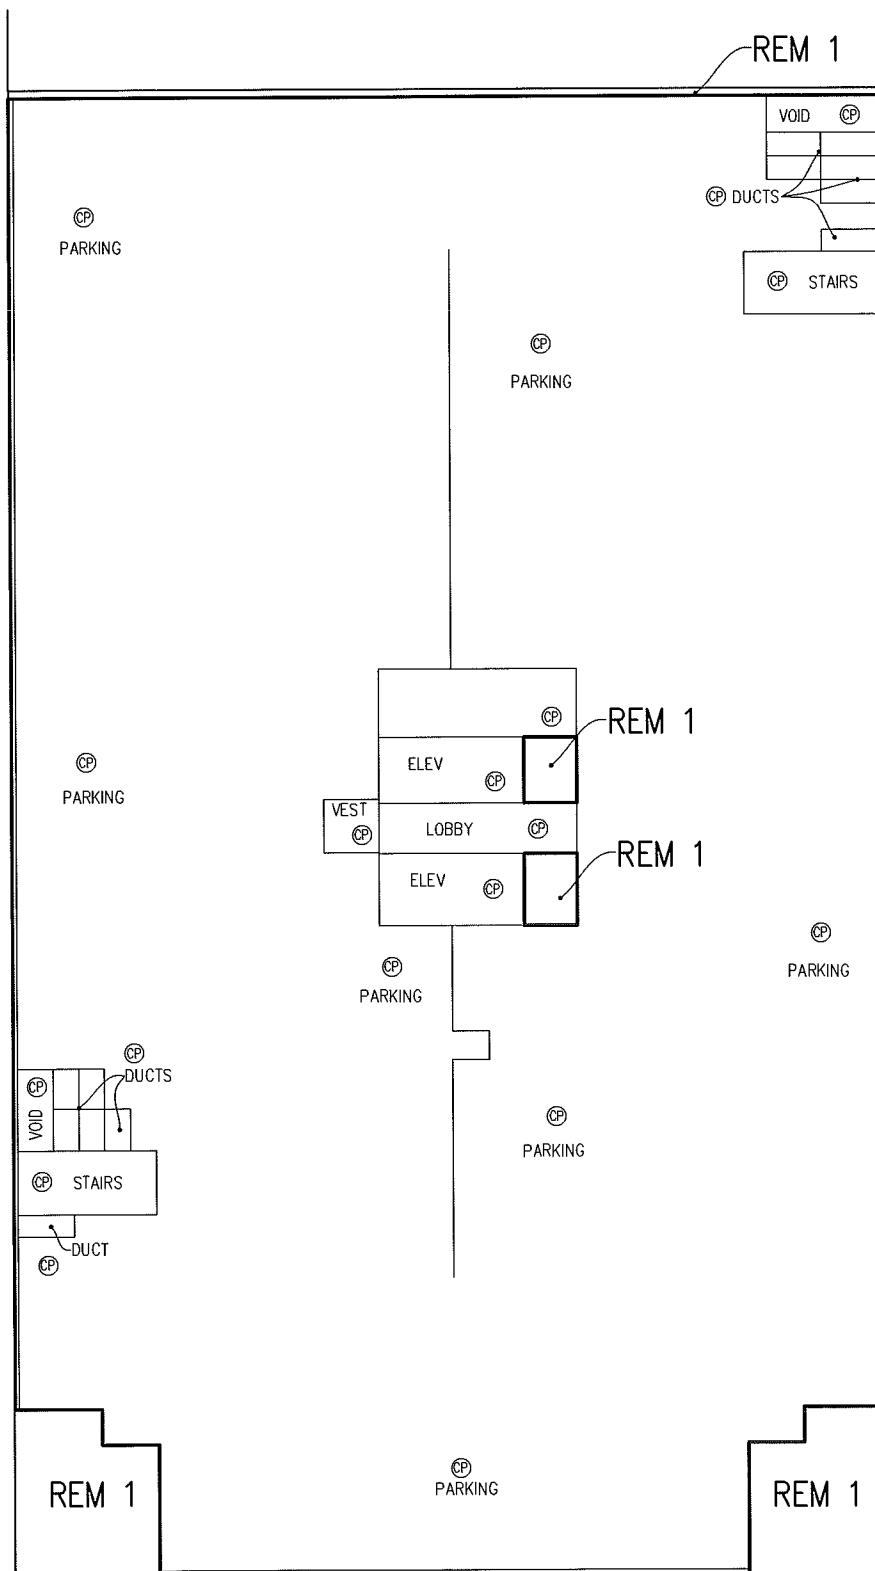 REM 1
VOID CP
CP DUCTS
CP
PARKING
CP STAIRS
CP
PARKING
CP
REM 1
ELEV
CP
CP
PARKING
VEST
CP
LOBBY CP
REM 1
ELEV
CP
CP
PARKING
CP
PARKING
CP
DUCTS
CP
VOID
CP
PARKING
CP STAIRS
DUCT
CP
CP
PARKING
REM 1
REM 1